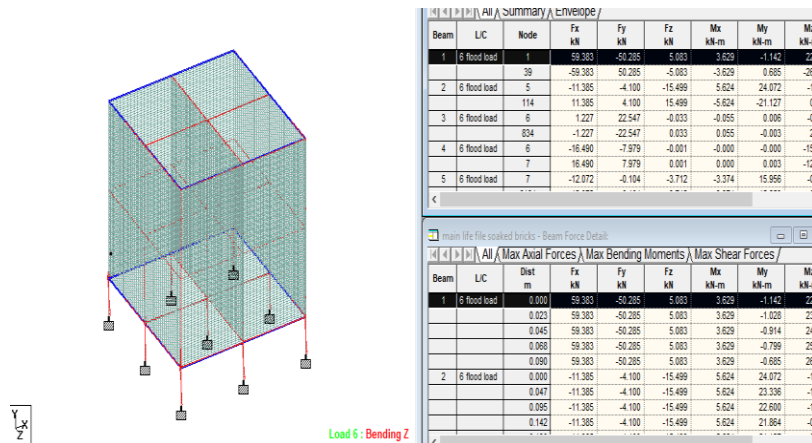 All Summary Envelope
Beam L/C Node Fx kN Fy kN Fz kN Mx kN-m My kN-m
1 6 flood load 1 59.383 -50.285 5.083 3.629 -1.142
39 -59.383 50.285 -5.083 -3.629 0.685
2 6 flood load 5 -11.385 -4.100 -15.499 5.624 24.072
114 11.385 4.100 15.499 -5.624 -21.127
3 6 flood load 6 1.227 22.547 -0.033 -0.055 0.006
834 -1.227 -22.547 0.033 0.055 -0.003
4 6 flood load 6 -16.490 -7.979 -0.001 -0.000 -0.000
7 16.490 7.979 0.001 0.000 0.003
5 6 flood load 7 -12.072 -0.104 -3.712 -3.374 15.956
main life file soaked bricks - Beam Force Detail:
All Max Axial Forces Max Bending Moments Max Shear Forces
Beam L/C Dist m Fx kN Fy kN Fz kN Mx kN-m My kN-m
1 6 flood load 0.000 59.383 -50.285 5.083 3.629 -1.142
0.023 59.383 -50.285 5.083 3.629 -1.028
0.045 59.383 -50.285 5.083 3.629 -0.914
0.068 59.383 -50.285 5.083 3.629 -0.799
0.090 59.383 -50.285 5.083 3.629 -0.685
2 6 flood load 0.000 -11.385 -4.100 -15.499 5.624 24.072
0.047 -11.385 -4.100 -15.499 5.624 23.336
0.095 -11.385 -4.100 -15.499 5.624 22.600
0.142 -11.385 -4.100 -15.499 5.624 21.864
Y
X
Z
Load 6 : Bending Z